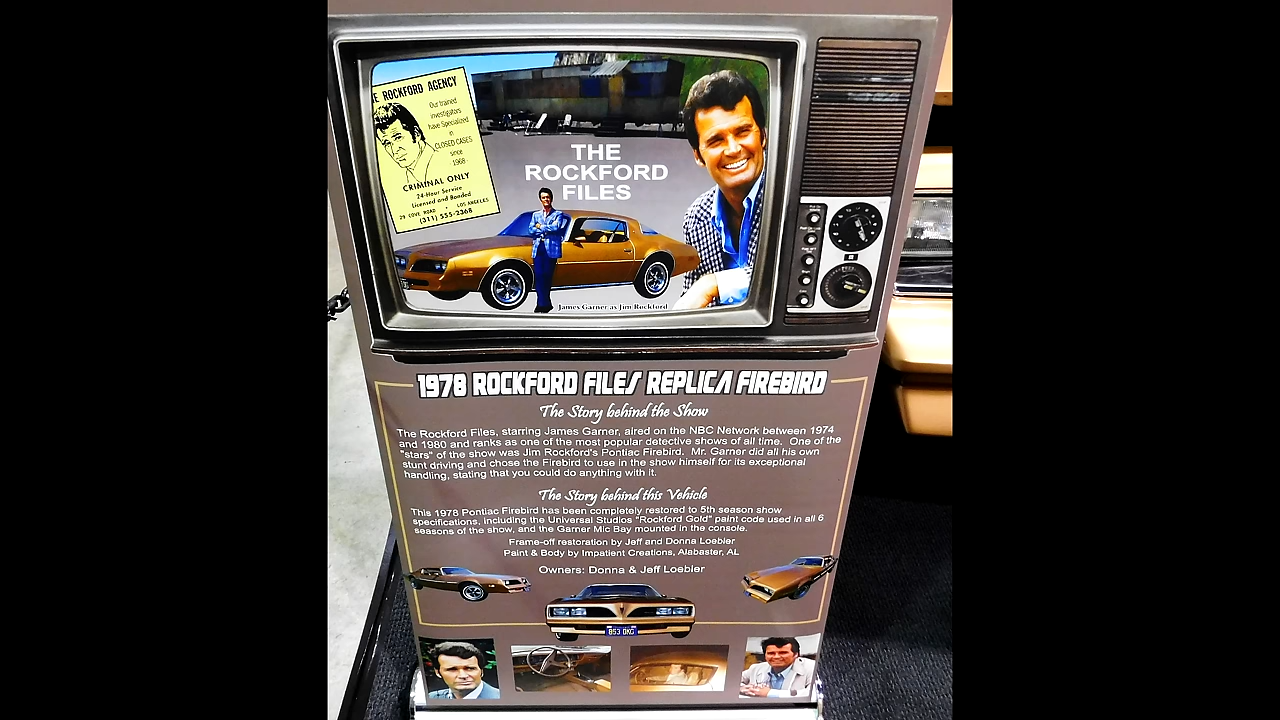 E ROCKFORD AGENCY
Our trained
investigators
have Specialized
in
CLOSED CASES
since
1968
CRIMINAL ONLY
24-Hour Service
Licensed and Bonded
29 COVE ROAD • LOS ANGELES
(311) 555-2368
THE
ROCKFORD
FILES
James Garner as Jim Rockford
1978 ROCKFORD FILES REPLICA FIREBIRD
The Story behind the Show
The Rockford Files, starring James Garner, aired on the NBC Network between 1974
and 1980 and ranks as one of the most popular detective shows of all time. One of the
"stars" of the show was Jim Rockford's Pontiac Firebird. Mr. Garner did all his own
stunt driving and chose the Firebird to use in the show himself for its exceptional
handling, stating that you could do anything with it.
The Story behind this Vehicle
This 1978 Pontiac Firebird has been completely restored to 5th season show
specifications, including the Universal Studios "Rockford Gold" paint code used in all 6
seasons of the show, and the Garner Mic Bay mounted in the console.
Frame-off restoration by Jeff and Donna Loebler
Paint & Body by Impatient Creations, Alabaster, AL
Owners: Donna & Jeff Loebler
853 OKG